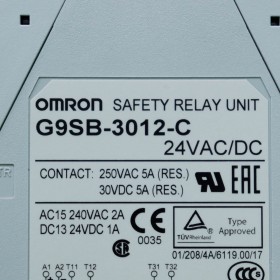 OMRON SAFETY RELAY UNIT
G9SB-3012-C
24VAC/DC
CONTACT: 250VAC 5A (RES.)
30VDC 5A (RES.)
AC15 240VAC 2A
DC13 24VDC 1A
0035
TÜVRheinland
Type
Approved
01/208/4A/6119.00/17
A1 A2 T11 T12 T31 T32